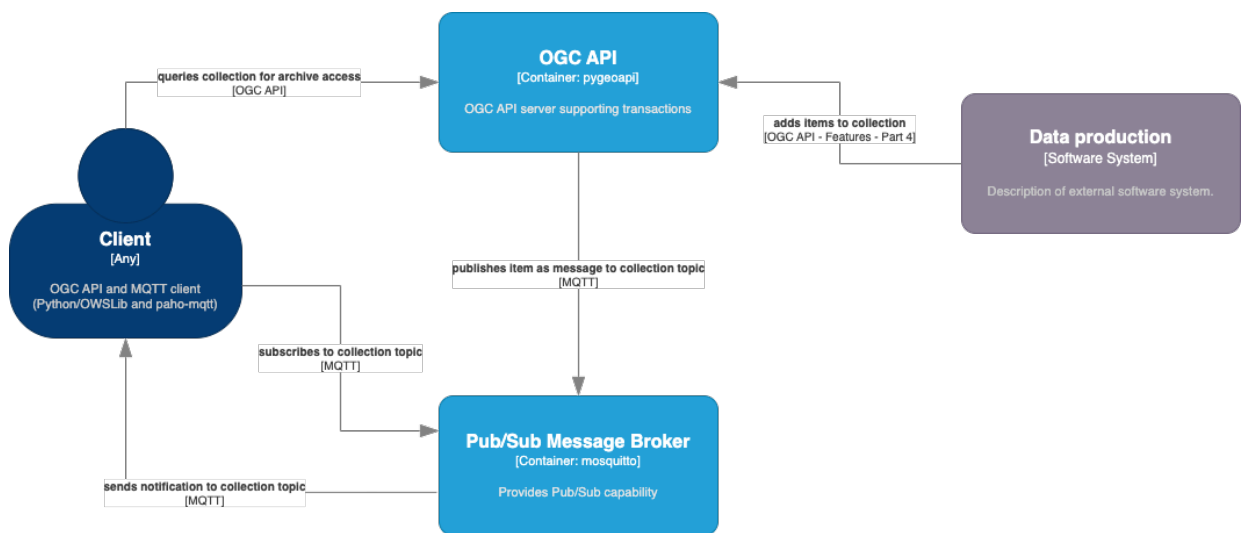 OGC API
[Container: pygeoapi]
OGC API server supporting transactions
queries collection for archive access
[OGC API]
adds items to collection
[OGC API - Features - Part 4]
Data production
[Software System]
Description of external software system.
Client
[Any]
OGC API and MQTT client
(Python/OWSLib and paho-mqtt)
publishes item as message to collection topic
[MQTT]
subscribes to collection topic
[MQTT]
Pub/Sub Message Broker
[Container: mosquitto]
Provides Pub/Sub capability
sends notification to collection topic
[MQTT]